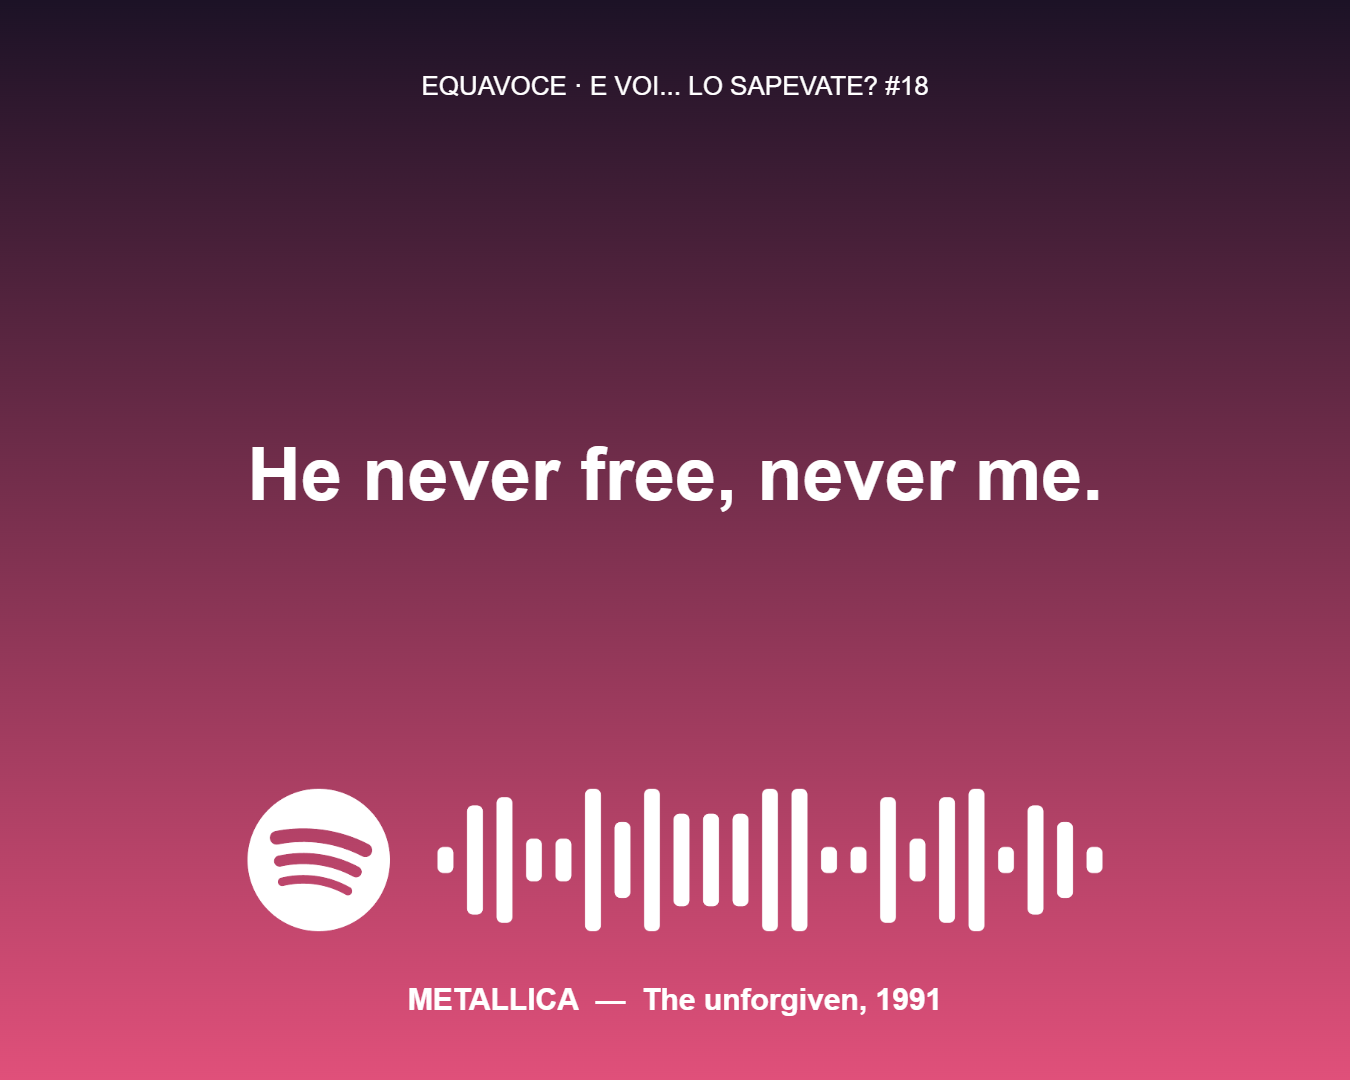 EQUAVOCE · E VOI... LO SAPEVATE? #18
He never free, never me.
METALLICA — The unforgiven, 1991